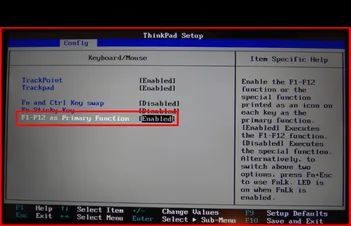 ThinkPad Setup
Config
Keyboard/Mouse
Item Specific Help
TrackPoint [Enabled]
Trackpad [Enabled]
Fn and Ctrl Key swap [Disabled]
Fn Sticky Key [Disabled]
F1-F12 as Primary Function [Enabled]
Enable the F1-F12
function or the
special function
printed as an icon on
each key as the
primary function.
[Enabled] Executes
the F1-F12 function.
[Disabled] Executes
the special function.
Alternatively, to
switch above two
options, press Fn+Esc
to use FnLk. LED is
on when FnLk is
enabled.
F1 Help ↑↓ Select Item -/+ Change Values F9 Setup Defaults
Esc Exit ↔ Select Menu Enter Select ▶ Sub-Menu F10 Save and Exit